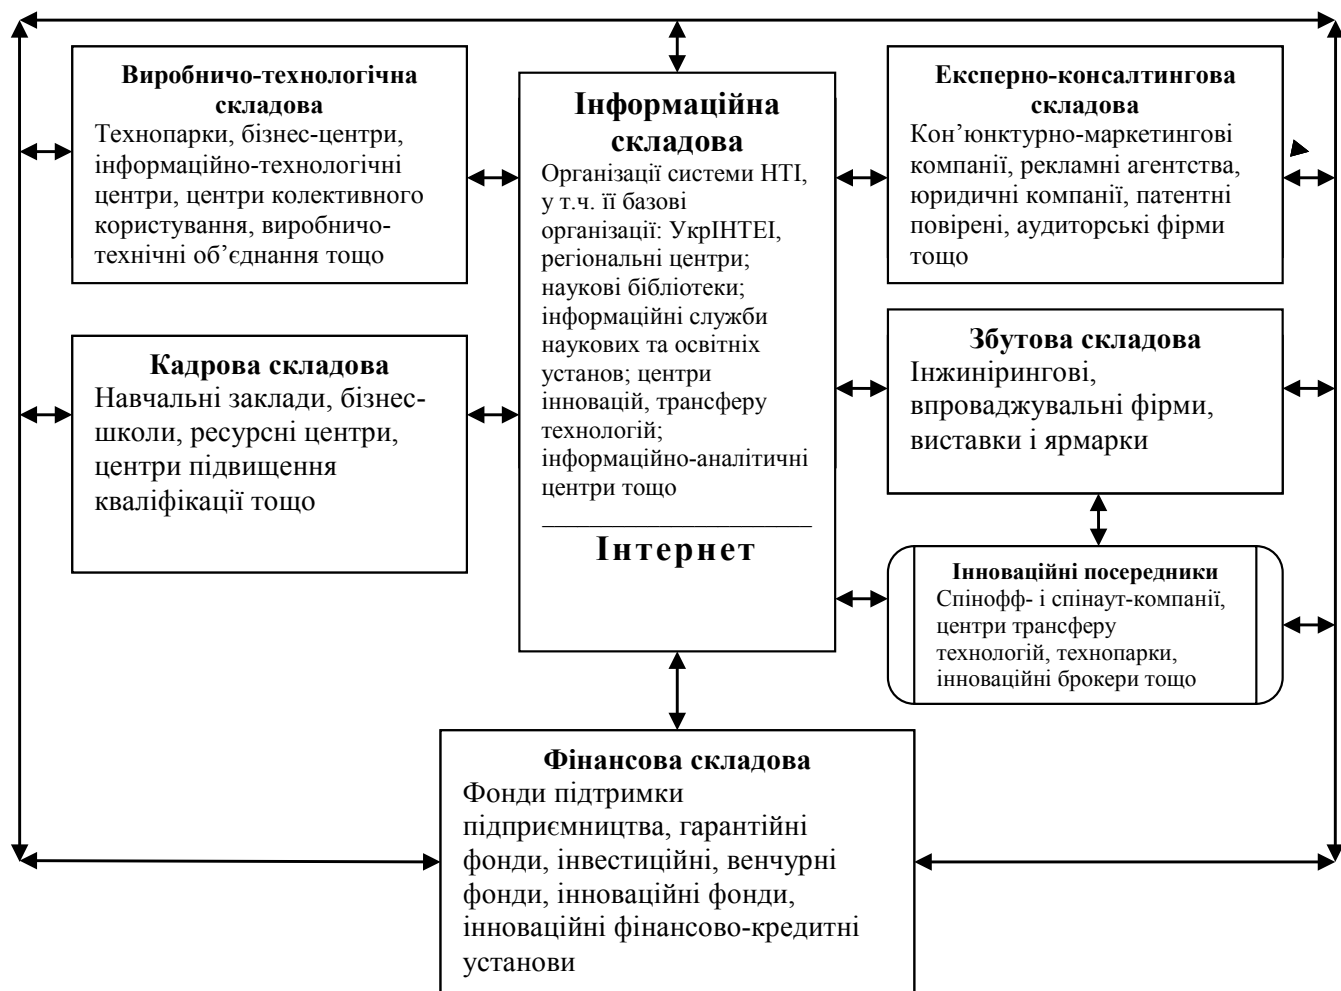 Виробничо-технологічна
складова
Технопарки, бізнес-центри,
інформаційно-технологічні
центри, центри колективного
користування, виробничо-
технічні об’єднання тощо
Кадрова складова
Навчальні заклади, бізнес-
школи, ресурсні центри,
центри підвищення
кваліфікації тощо
Інформаційна
складова
Організації системи НТІ,
у т.ч. її базові
організації: УкрІНТЕІ,
регіональні центри;
наукові бібліотеки;
інформаційні служби
наукових та освітніх
установ; центри
інновацій, трансферу
технологій;
інформаційно-аналітичні
центри тощо
Інтернет
Експерно-консалтингова
складова
Кон’юнктурно-маркетингові
компанії, рекламні агентства,
юридичні компанії, патентні
повірені, аудиторські фірми
тощо
Збутова складова
Інжинірингові,
впроваджувальні фірми,
виставки і ярмарки
Інноваційні посередники
Спінофф- і спінаут-компанії,
центри трансферу
технологій, технопарки,
інноваційні брокери тощо
Фінансова складова
Фонди підтримки
підприємництва, гарантійні
фонди, інвестиційні, венчурні
фонди, інноваційні фонди,
інноваційні фінансово-кредитні
установи